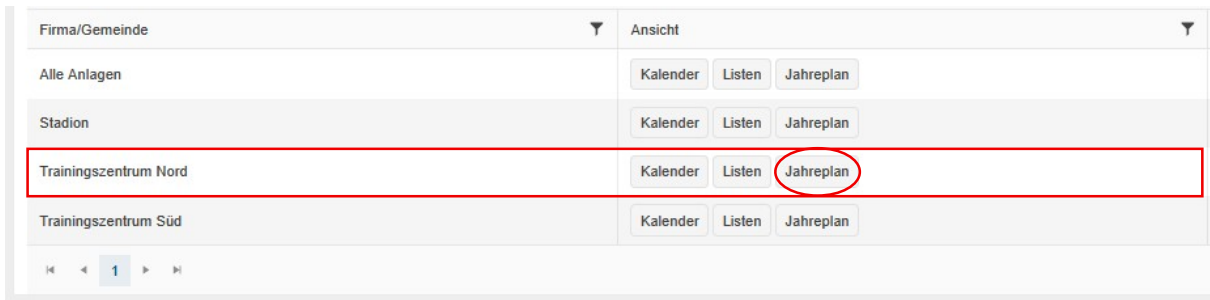 Firma/Gemeinde Ansicht
Alle Anlagen Kalender Listen Jahreplan
Stadion Kalender Listen Jahreplan
Trainingszentrum Nord Kalender Listen Jahreplan
Trainingszentrum Süd Kalender Listen Jahreplan
1